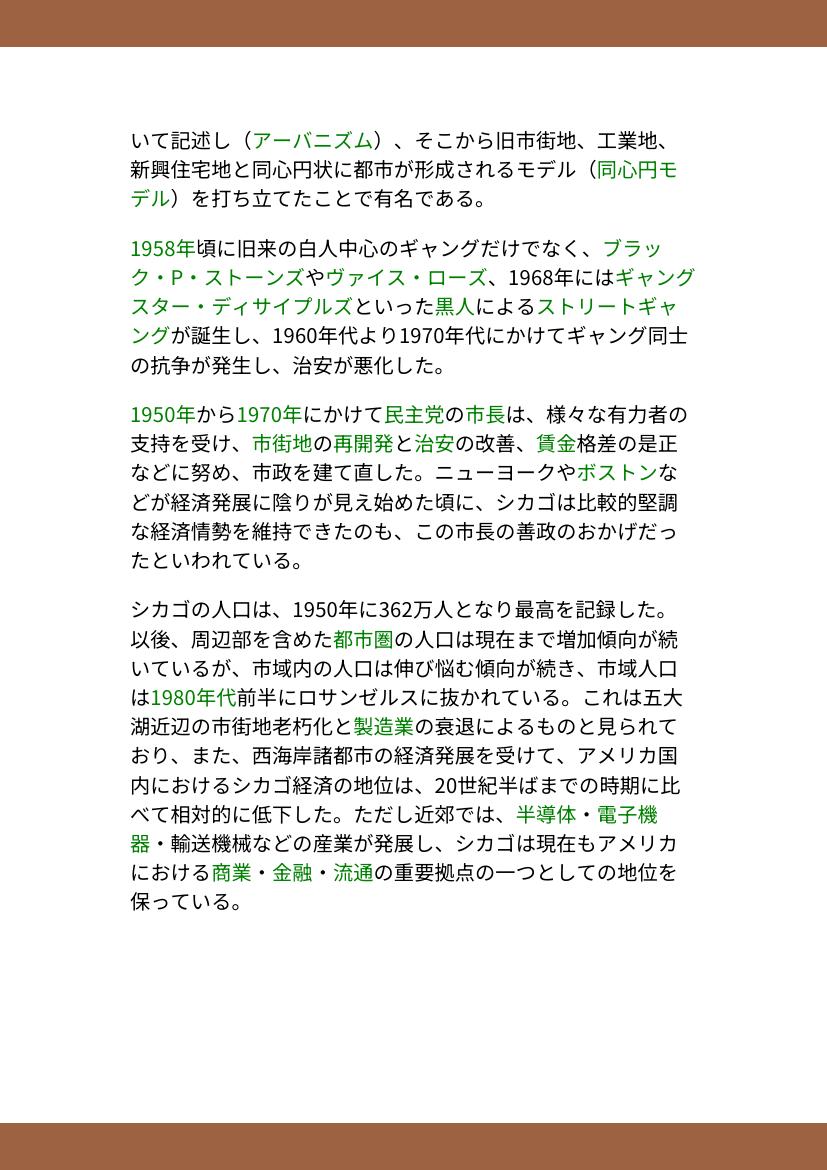 いて記述し（アーバニズム）、そこから旧市街地、工業地、
新興住宅地と同心円状に都市が形成されるモデル（同心円モ
デル）を打ち立てたことで有名である。
1958年頃に旧来の白人中心のギャングだけでなく、ブラッ
ク・P・ストーンズやヴァイス・ローズ、1968年にはギャング
スター・ディサイプルズといった黒人によるストリートギャ
ングが誕生し、1960年代より1970年代にかけてギャング同士
の抗争が発生し、治安が悪化した。
1950年から1970年にかけて民主党の市長は、様々な有力者の
支持を受け、市街地の再開発と治安の改善、賃金格差の是正
などに努め、市政を建て直した。ニューヨークやボストンな
どが経済発展に陰りが見え始めた頃に、シカゴは比較的堅調
な経済情勢を維持できたのも、この市長の善政のおかげだっ
たといわれている。
シカゴの人口は、1950年に362万人となり最高を記録した。
以後、周辺部を含めた都市圏の人口は現在まで増加傾向が続
いているが、市域内の人口は伸び悩む傾向が続き、市域人口
は1980年代前半にロサンゼルスに抜かれている。これは五大
湖近辺の市街地老朽化と製造業の衰退によるものと見られて
おり、また、西海岸諸都市の経済発展を受けて、アメリカ国
内におけるシカゴ経済の地位は、20世紀半ばまでの時期に比
べて相対的に低下した。ただし近郊では、半導体・電子機
器・輸送機械などの産業が発展し、シカゴは現在もアメリカ
における商業・金融・流通の重要拠点の一つとしての地位を
保っている。